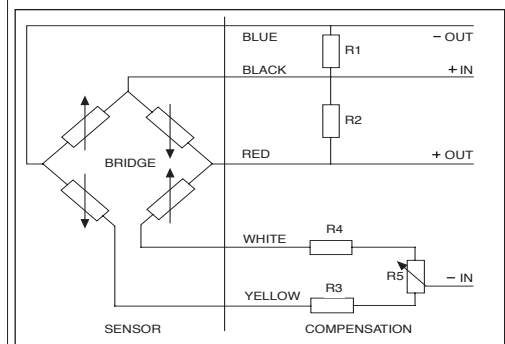 BLUE
− OUT
R1
BLACK
+ IN
R2
BRIDGE
RED
+ OUT
R4
WHITE
R5
− IN
R3
YELLOW
SENSOR
COMPENSATION